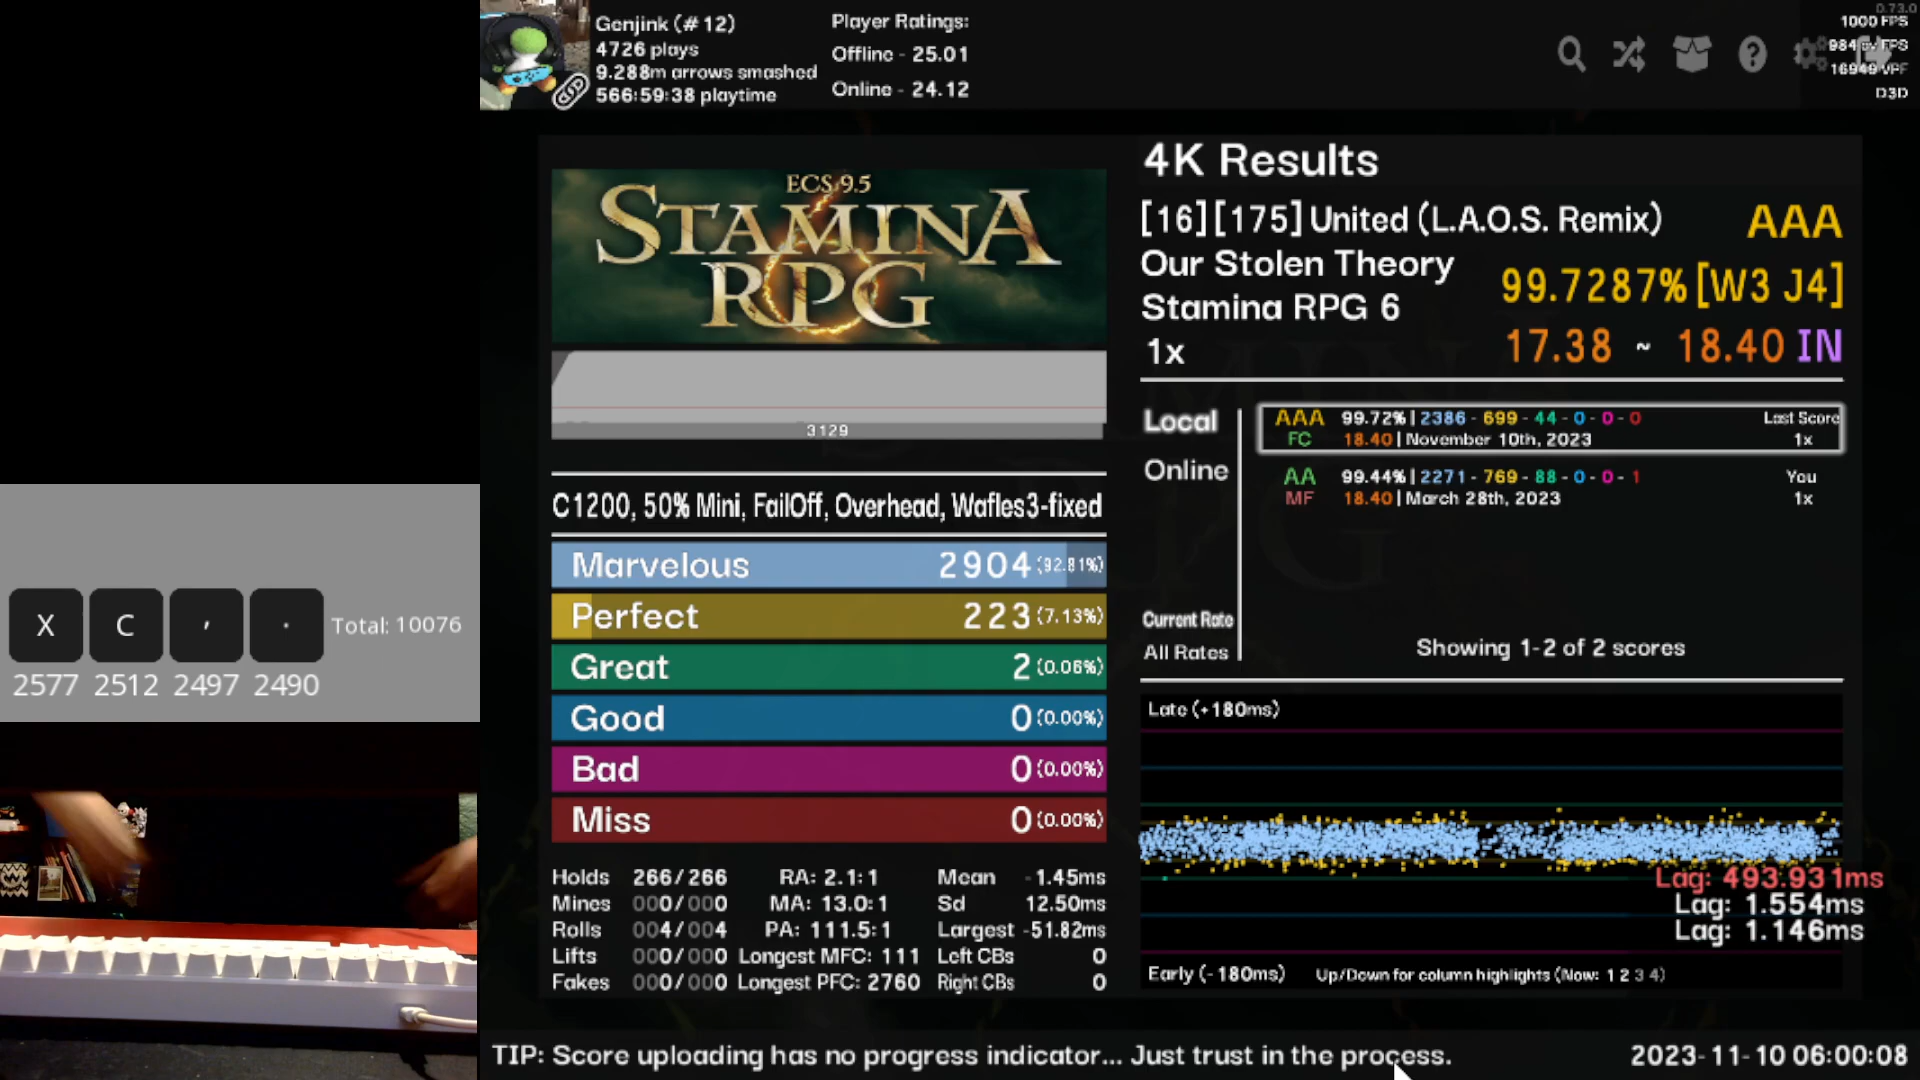 Genjink (#12)
4726 plays
9.288m arrows smashed
566:59:38 playtime
Player Ratings:
Offline - 25.01
Online - 24.12
0.73.0
1000 FPS
984 av FPS
16949 VPF
D3D
ECS 9.5
STAMINA
RPG
3129
C1200, 50% Mini, FailOff, Overhead, Wafles3-fixed
Marvelous 2904 (92.81%)
Perfect 223 (7.13%)
Great 2 (0.06%)
Good 0 (0.00%)
Bad 0 (0.00%)
Miss 0 (0.00%)
Holds 266/266 RA: 2.1:1 Mean -1.45ms
Mines 000/000 MA: 13.0:1 Sd 12.50ms
Rolls 004/004 PA: 111.5:1 Largest -51.82ms
Lifts 000/000 Longest MFC: 111 Left CBs 0
Fakes 000/000 Longest PFC: 2760 Right CBs 0
4K Results
[16][175] United (L.A.O.S. Remix) AAA
Our Stolen Theory 99.7287% [W3 J4]
Stamina RPG 6
1x 17.38 ~ 18.40 IN
Local
Online
AAA 99.72% | 2386 - 699 - 44 - 0 - 0 - 0 Last Score
FC 18.40 | November 10th, 2023 1x
AA 99.44% | 2271 - 769 - 88 - 0 - 0 - 1 You
MF 18.40 | March 28th, 2023 1x
Current Rate
All Rates
Showing 1-2 of 2 scores
Late (+180ms)
Lag: 493.931ms
Lag: 1.554ms
Lag: 1.146ms
Early (-180ms) Up/Down for column highlights (Now: 1 2 3 4)
X C , . Total: 10076
2577 2512 2497 2490
TIP: Score uploading has no progress indicator... Just trust in the process.
2023-11-10 06:00:08